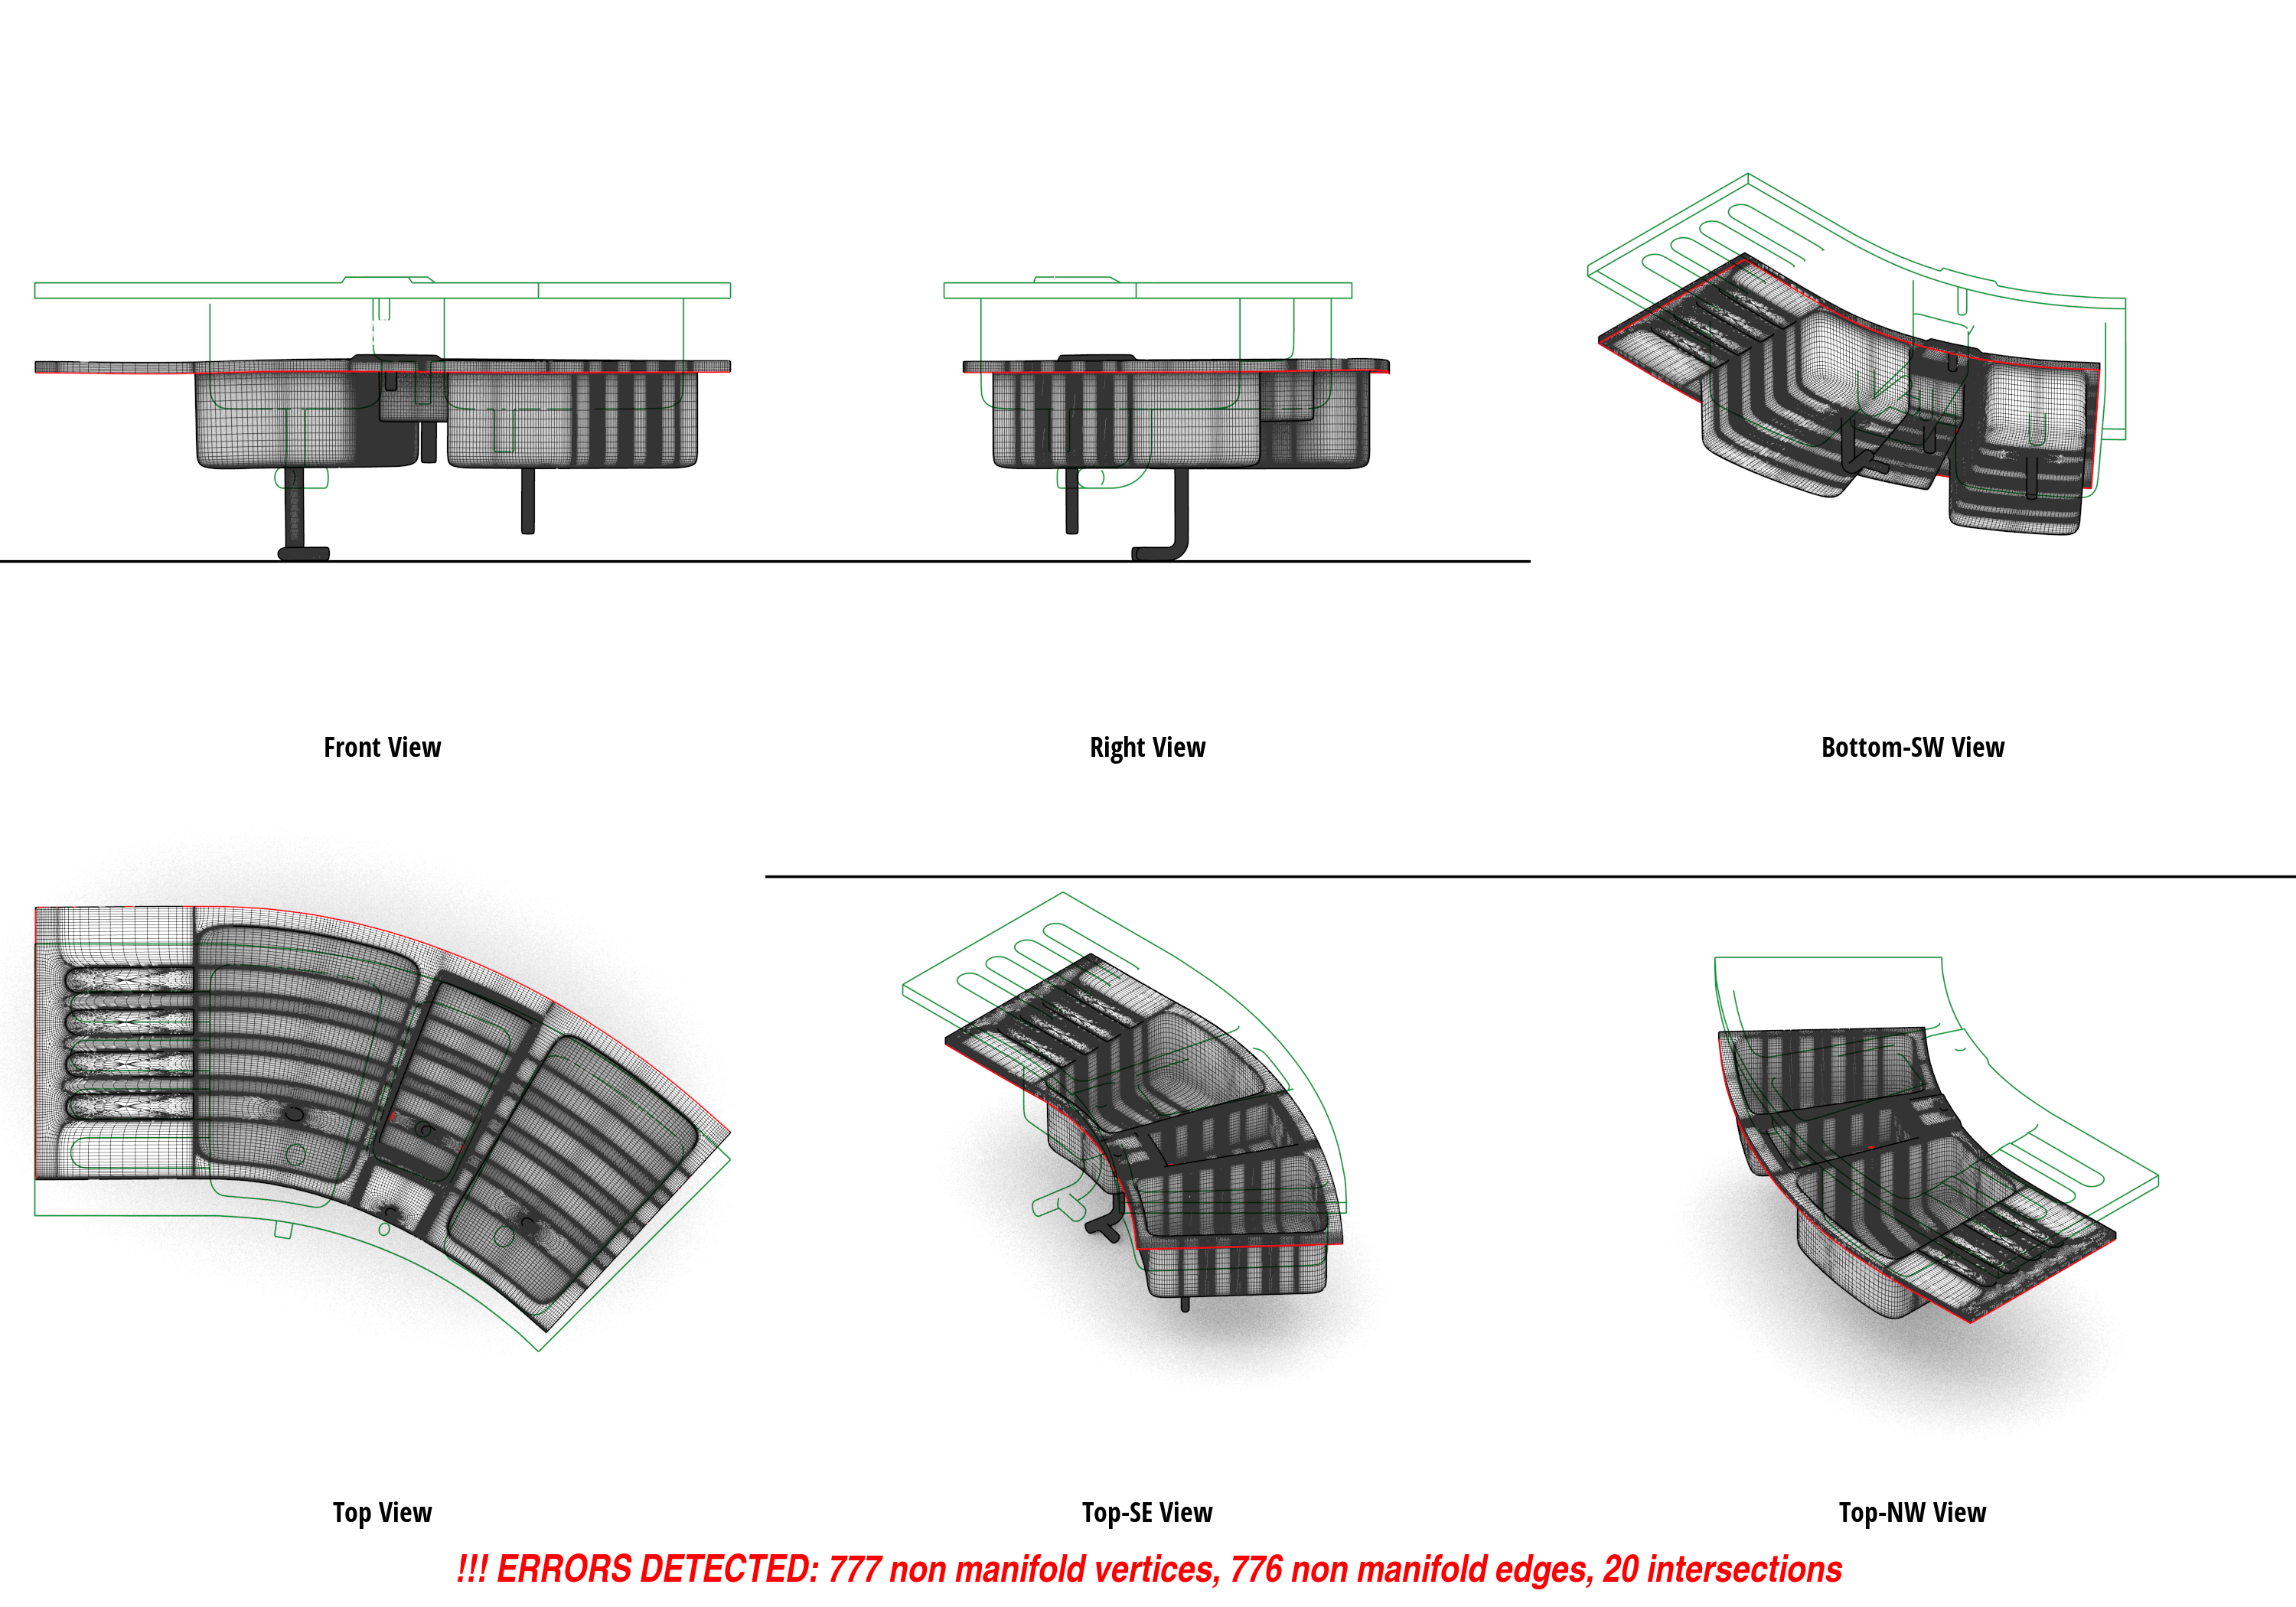 Front View
Right View
Bottom-SW View
Top View
Top-SE View
Top-NW View
!!! ERRORS DETECTED: 777 non manifold vertices, 776 non manifold edges, 20 intersections